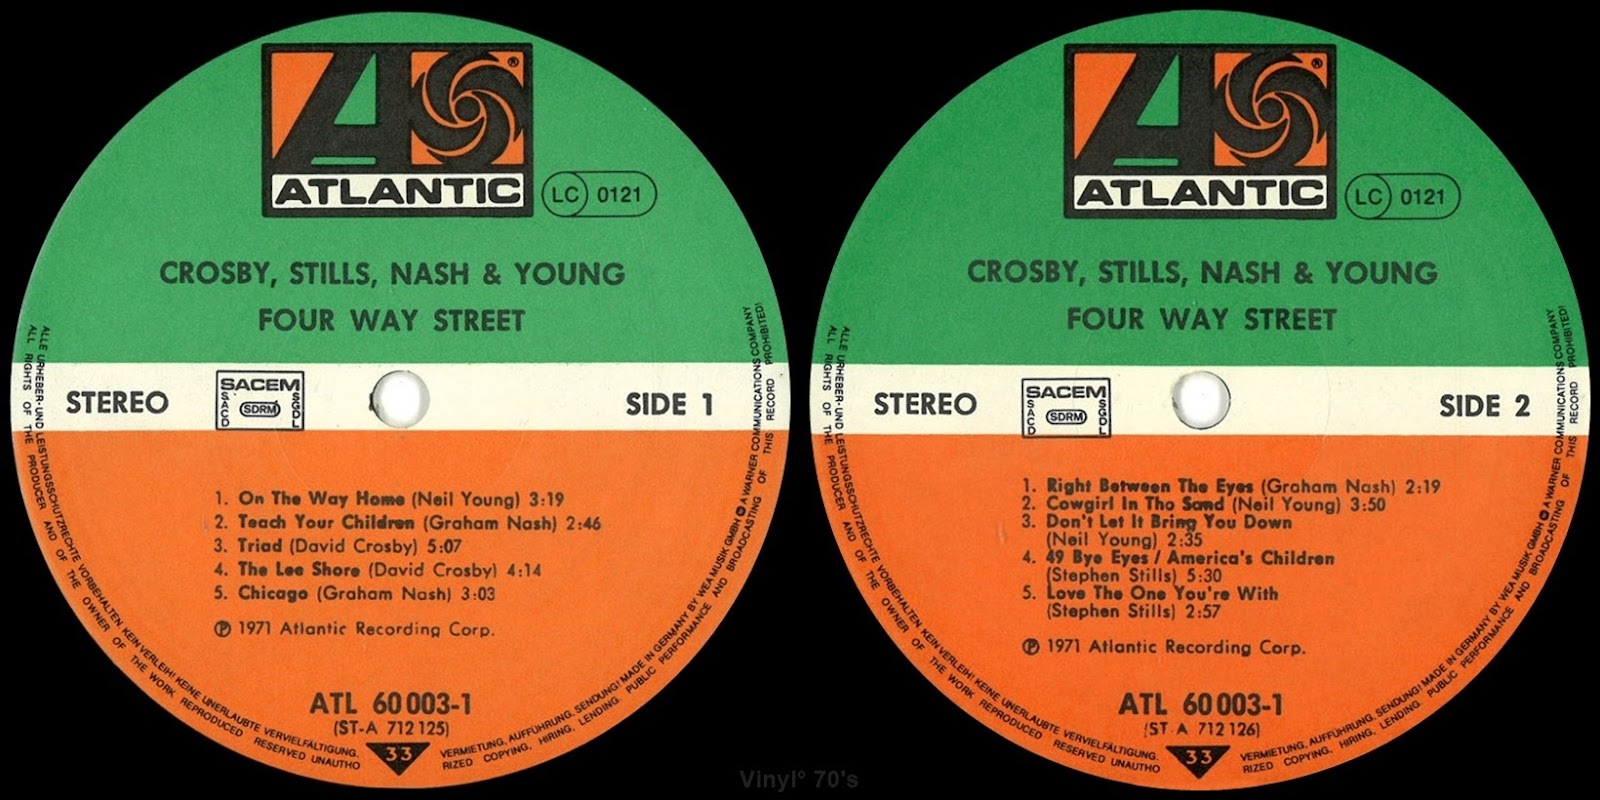 ATLANTIC
®
LC 0121
CROSBY, STILLS, NASH & YOUNG
FOUR WAY STREET
STEREO
SACEM
SACD
SDRM
SGDL
SIDE 1
1. On The Way Home (Neil Young) 3:19
2. Teach Your Children (Graham Nash) 2:46
3. Triad (David Crosby) 5:07
4. The Lee Shore (David Crosby) 4:14
5. Chicago (Graham Nash) 3:03
℗ 1971 Atlantic Recording Corp.
ATL 60 003-1
(ST-A 712 125)
33
ALLE URHEBER- UND LEISTUNGSSCHUTZRECHTE VORBEHALTEN. KEIN VERLEIH! KEINE UNERLAUBTE VERVIELFÄLTIGUNG, VERMIETUNG, AUFFÜHRUNG, SENDUNG! MADE IN GERMANY BY WEA MUSIK GMBH A WARNER COMMUNICATIONS COMPANY
ALL RIGHTS OF THE PRODUCER AND OF THE OWNER OF THE WORK REPRODUCED RESERVED UNAUTHORIZED COPYING, HIRING, LENDING, PUBLIC PERFORMANCE AND BROADCASTING OF THIS RECORD PROHIBITED!
ATLANTIC
®
LC 0121
CROSBY, STILLS, NASH & YOUNG
FOUR WAY STREET
STEREO
SACEM
SACD
SDRM
SGDL
SIDE 2
1. Right Between The Eyes (Graham Nash) 2:19
2. Cowgirl In Tho Sand (Neil Young) 3:50
3. Don't Let It Bring You Down
(Neil Young) 2:35
4. 49 Bye Eyes / America's Children
(Stephen Stills) 5:30
5. Love The One You're With
(Stephen Stills) 2:57
℗ 1971 Atlantic Recording Corp.
ATL 60 003-1
(ST-A 712 126)
33
ALLE URHEBER- UND LEISTUNGSSCHUTZRECHTE VORBEHALTEN. KEIN VERLEIH! KEINE UNERLAUBTE VERVIELFÄLTIGUNG, VERMIETUNG, AUFFÜHRUNG, SENDUNG! MADE IN GERMANY BY WEA MUSIK GMBH A WARNER COMMUNICATIONS COMPANY
ALL RIGHTS OF THE PRODUCER AND OF THE OWNER OF THE WORK REPRODUCED RESERVED UNAUTHORIZED COPYING, HIRING, LENDING, PUBLIC PERFORMANCE AND BROADCASTING OF THIS RECORD PROHIBITED!
Vinyl° 70's